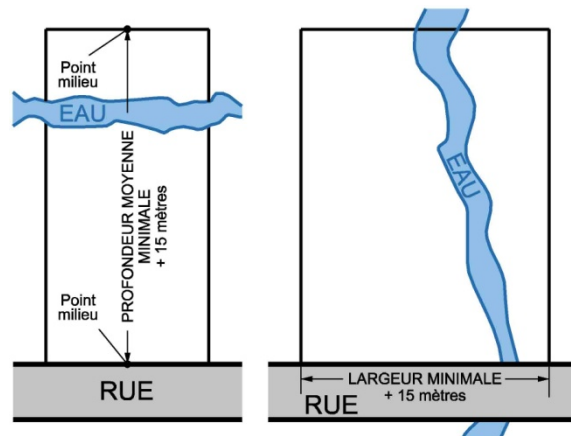 Point
milieu
EAU
PROFONDEUR MOYENNE
MINIMALE
+ 15 mètres
Point
milieu
RUE
EAU
LARGEUR MINIMALE
+ 15 mètres
RUE